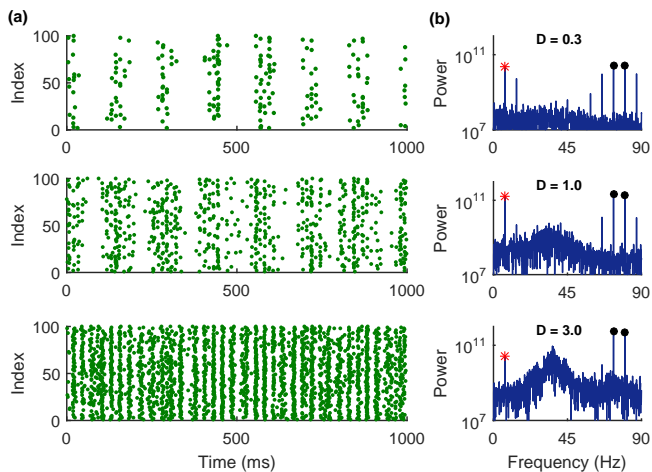 (a)
(b)
100
50
0
Index
0
500
1000
D = 0.3
10^11
10^7
Power
0
45
90
100
50
0
Index
0
500
1000
D = 1.0
10^11
10^7
Power
0
45
90
100
50
0
Index
0
500
1000
Time (ms)
D = 3.0
10^11
10^7
Power
0
45
90
Frequency (Hz)